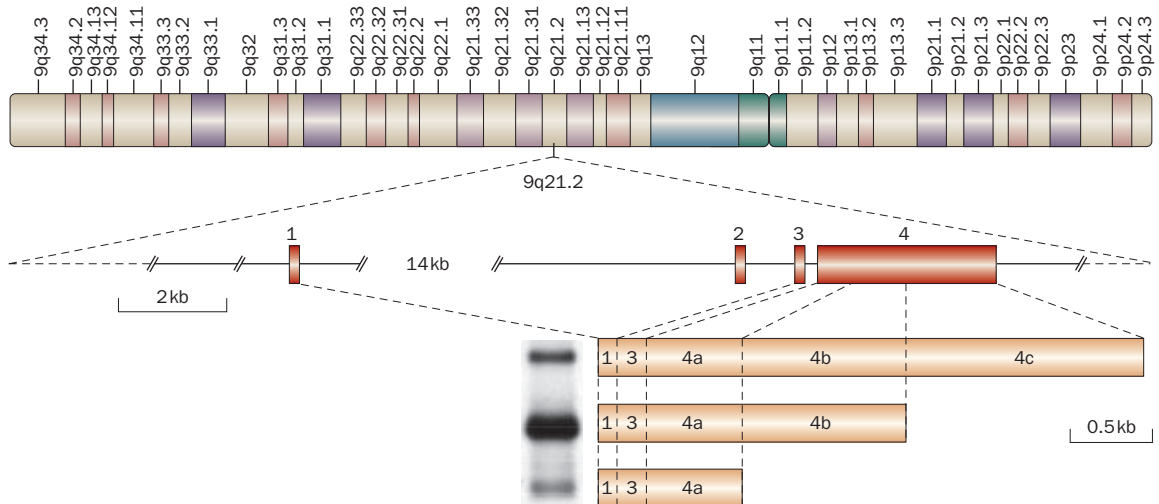 9q34.3 9q34.2 9q34.13 9q34.12 9q34.11 9q33.3 9q33.2 9q33.1 9q32 9q31.3 9q31.2 9q31.1 9q22.33 9q22.32 9q22.31 9q22.2 9q22.1 9q21.33 9q21.32 9q21.31 9q21.2 9q21.13 9q21.12 9q21.11 9q13 9q12 9q11 9p11.1 9p11.2 9p12 9p13.1 9p13.2 9p13.3 9p21.1 9p21.2 9p21.3 9p22.1 9p22.2 9p22.3 9p23 9p24.1 9p24.2 9p24.3
9q21.2
1 2 3 4
14kb
2kb
1 3 4a 4b 4c
1 3 4a 4b
0.5kb
1 3 4a